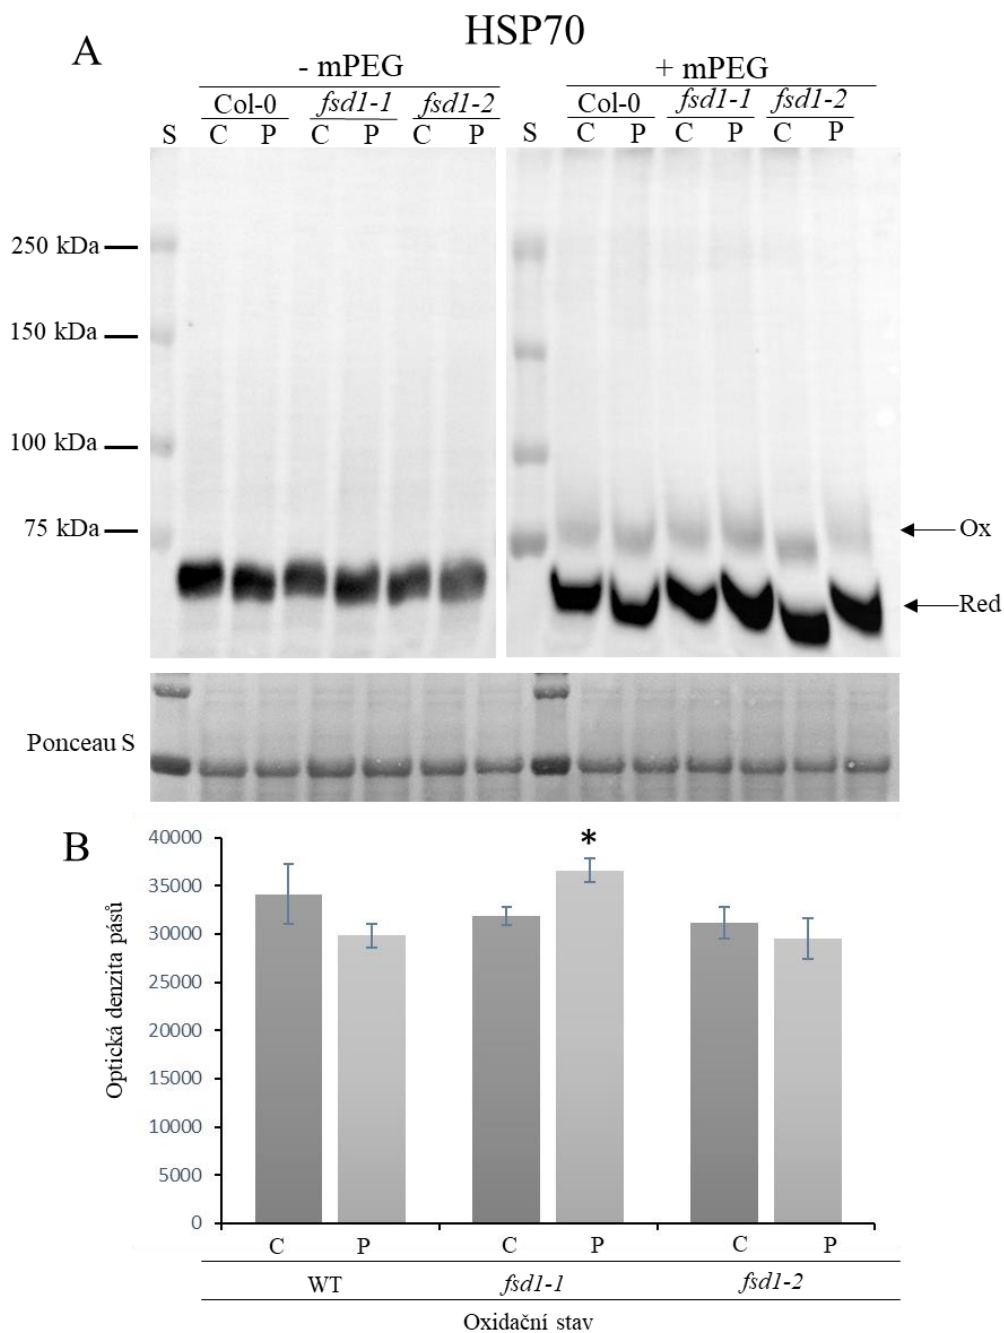 HSP70
A
- mPEG
+ mPEG
Col-0 fsd1-1 fsd1-2
Col-0 fsd1-1 fsd1-2
S C P C P C P
S C P C P C P
250 kDa
150 kDa
100 kDa
75 kDa
Ox
Red
Ponceau S
B
*
Optická denzita pásů
40000
35000
30000
25000
20000
15000
10000
5000
0
C P C P C P
WT fsd1-1 fsd1-2
Oxidační stav